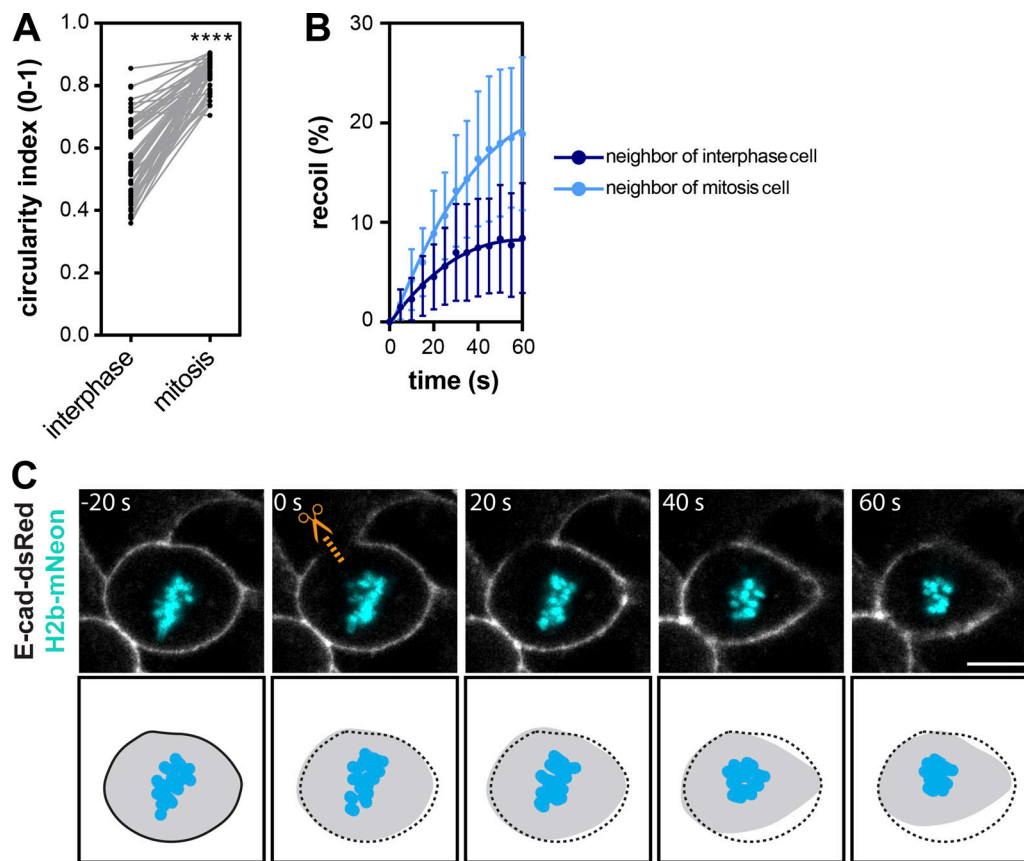 A
circularity index (0-1)
1.0
0.8
0.6
0.4
0.2
0.0
****
interphase
mitosis
B
recoil (%)
30
20
10
0
0 20 40 60
time (s)
neighbor of interphase cell
neighbor of mitosis cell
C
E-cad-dsRed
H2b-mNeon
-20 s
0 s
20 s
40 s
60 s